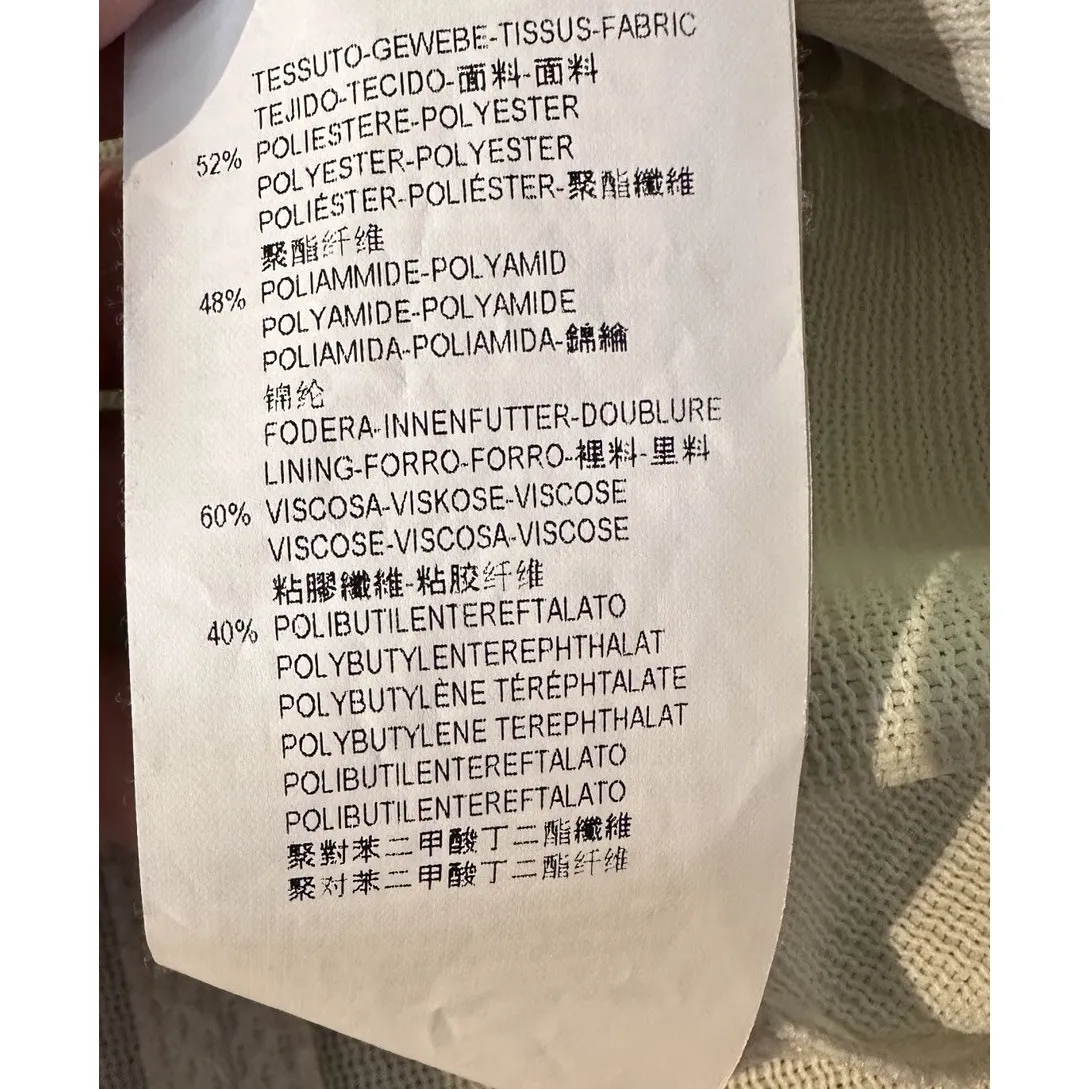 TESSUTO-GEWEBE-TISSUS-FABRIC
TEJIDO-TECIDO-面料-面料
52% POLIESTERE-POLYESTER
POLYESTER-POLYESTER
POLIÉSTER-POLIÉSTER-聚酯纖維
聚酯纤维
48% POLIAMMIDE-POLYAMID
POLYAMIDE-POLYAMIDE
POLIAMIDA-POLIAMIDA-錦綸
锦纶
FODERA-INNENFUTTER-DOUBLURE
LINING-FORRO-FORRO-裡料-里料
60% VISCOSA-VISKOSE-VISCOSE
VISCOSE-VISCOSA-VISCOSE
粘膠纖維-粘胶纤维
40% POLIBUTILENTEREFTALATO
POLYBUTYLENTEREPHTHALAT
POLYBUTYLÈNE TÉRÉPHTALATE
POLYBUTYLENE TEREPHTHALAT
POLIBUTILENTEREFTALATO
POLIBUTILENTEREFTALATO
聚對苯二甲酸丁二酯纖維
聚对苯二甲酸丁二酯纤维